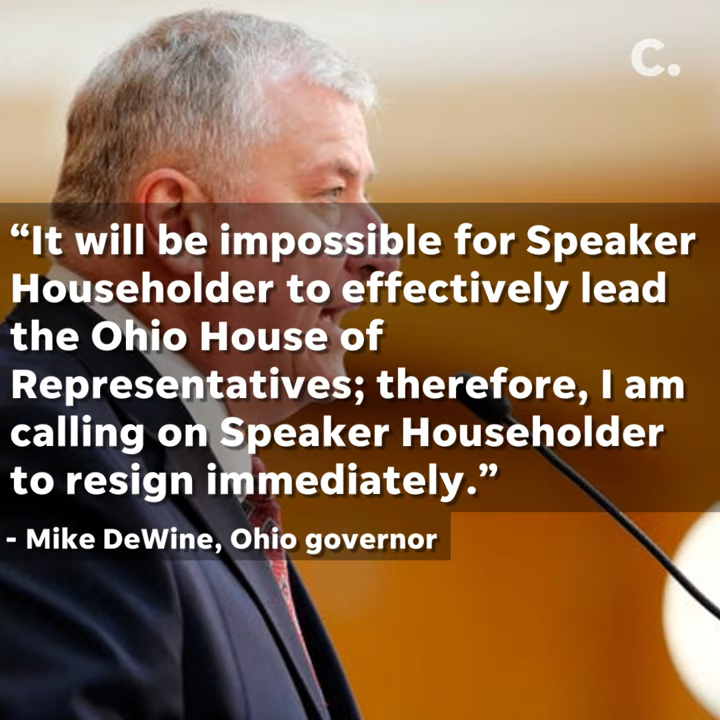 C.
“It will be impossible for Speaker
Householder to effectively lead
the Ohio House of
Representatives; therefore, I am
calling on Speaker Householder
to resign immediately.”
- Mike DeWine, Ohio governor